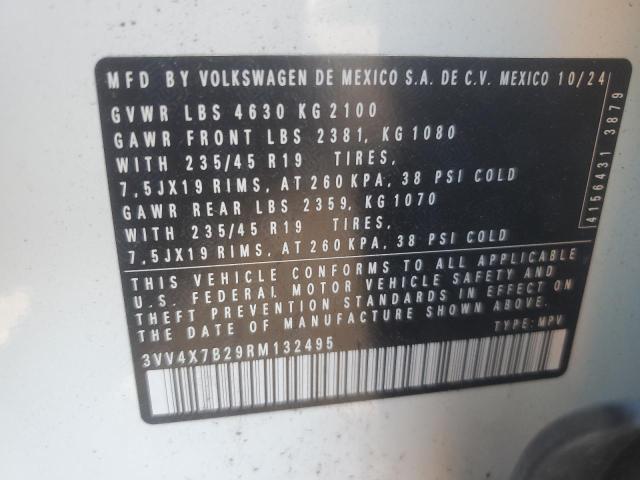 MFD BY VOLKSWAGEN DE MEXICO S.A. DE C.V. MEXICO 10/24
GVWR LBS 4630 KG 2100
GAWR FRONT LBS 2381, KG 1080
WITH 235/45 R19 TIRES,
7,5JX19 RIMS, AT 260 KPA, 38 PSI COLD
GAWR REAR LBS 2359, KG 1070
WITH 235/45 R19 TIRES,
7,5JX19 RIMS, AT 260 KPA, 38 PSI COLD
THIS VEHICLE CONFORMS TO ALL APPLICABLE
U.S. FEDERAL MOTOR VEHICLE SAFETY AND
THEFT PREVENTION STANDARDS IN EFFECT ON
THE DATE OF MANUFACTURE SHOWN ABOVE.
3VV4X7B29RM132495 TYPE: MPV
4156431 3879